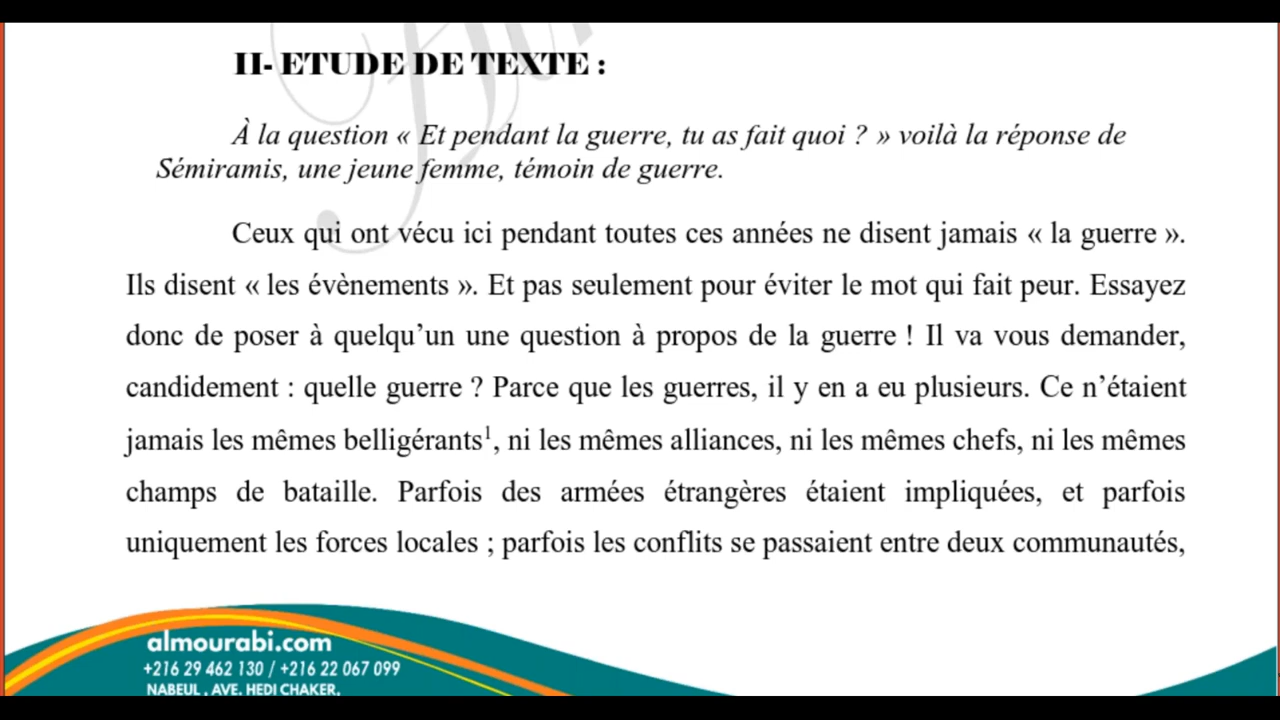 II- ETUDE DE TEXTE :
À la question « Et pendant la guerre, tu as fait quoi ? » voilà la réponse de
Sémiramis, une jeune femme, témoin de guerre.
Ceux qui ont vécu ici pendant toutes ces années ne disent jamais « la guerre ».
Ils disent « les évènements ». Et pas seulement pour éviter le mot qui fait peur. Essayez
donc de poser à quelqu’un une question à propos de la guerre ! Il va vous demander,
candidement : quelle guerre ? Parce que les guerres, il y en a eu plusieurs. Ce n’étaient
jamais les mêmes belligérants¹, ni les mêmes alliances, ni les mêmes chefs, ni les mêmes
champs de bataille. Parfois des armées étrangères étaient impliquées, et parfois
uniquement les forces locales ; parfois les conflits se passaient entre deux communautés,
almourabi.com
+216 29 462 130 / +216 22 067 099
NABEUL , AVE. HEDI CHAKER.